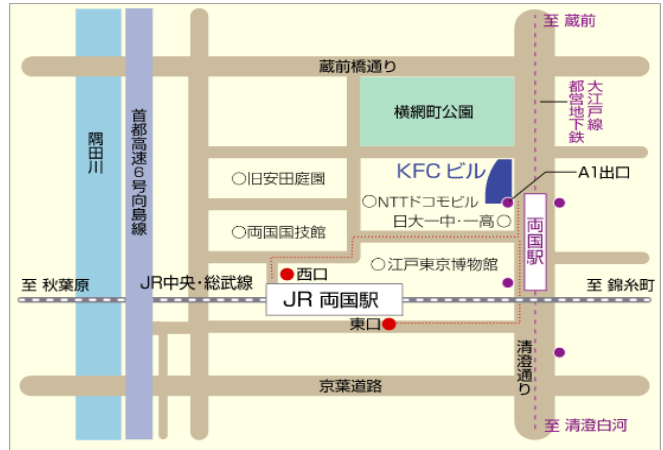 至 蔵前
蔵前橋通り
大江戸線
都営地下鉄
横網町公園
隅田川
首都高速6号向島線
KFC ビル
A1出口
○旧安田庭園
○NTTドコモビル
日大一中・一高○
○両国国技館
両国駅
○江戸東京博物館
西口
至 秋葉原
JR中央・総武線
至 錦糸町
JR 両国駅
東口
清澄通り
京葉道路
至 清澄白河